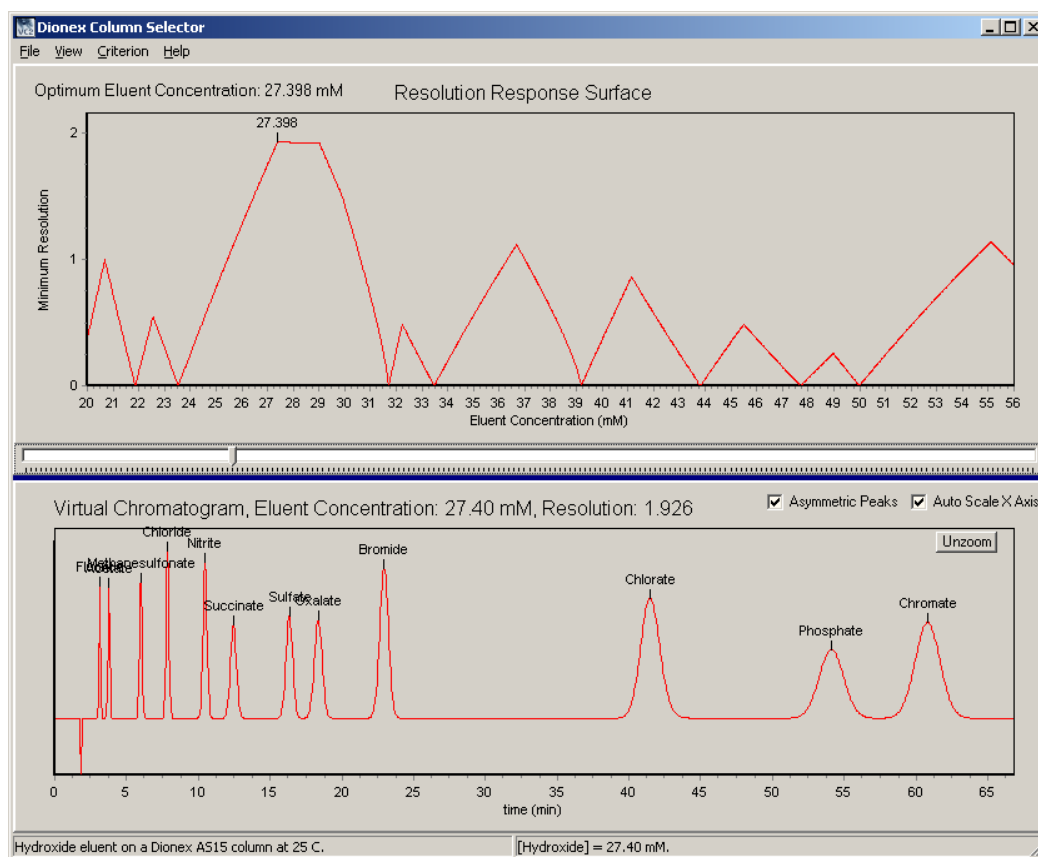 Dionex Column Selector
File View Criterion Help
Optimum Eluent Concentration: 27.398 mM
Resolution Response Surface
27.398
2
1
0
Minimum Resolution
20 21 22 23 24 25 26 27 28 29 30 31 32 33 34 35 36 37 38 39 40 41 42 43 44 45 46 47 48 49 50 51 52 53 54 55 56
Eluent Concentration (mM)
Virtual Chromatogram, Eluent Concentration: 27.40 mM, Resolution: 1.926
Asymmetric Peaks
Auto Scale X Axis
Unzoom
Chloride
Nitrite
Bromide
Methanesulfonate
Chlorate
Sulfate
Oxalate
Succinate
Chromate
Phosphate
0 5 10 15 20 25 30 35 40 45 50 55 60 65
time (min)
Hydroxide eluent on a Dionex AS15 column at 25 C.
[Hydroxide] = 27.40 mM.